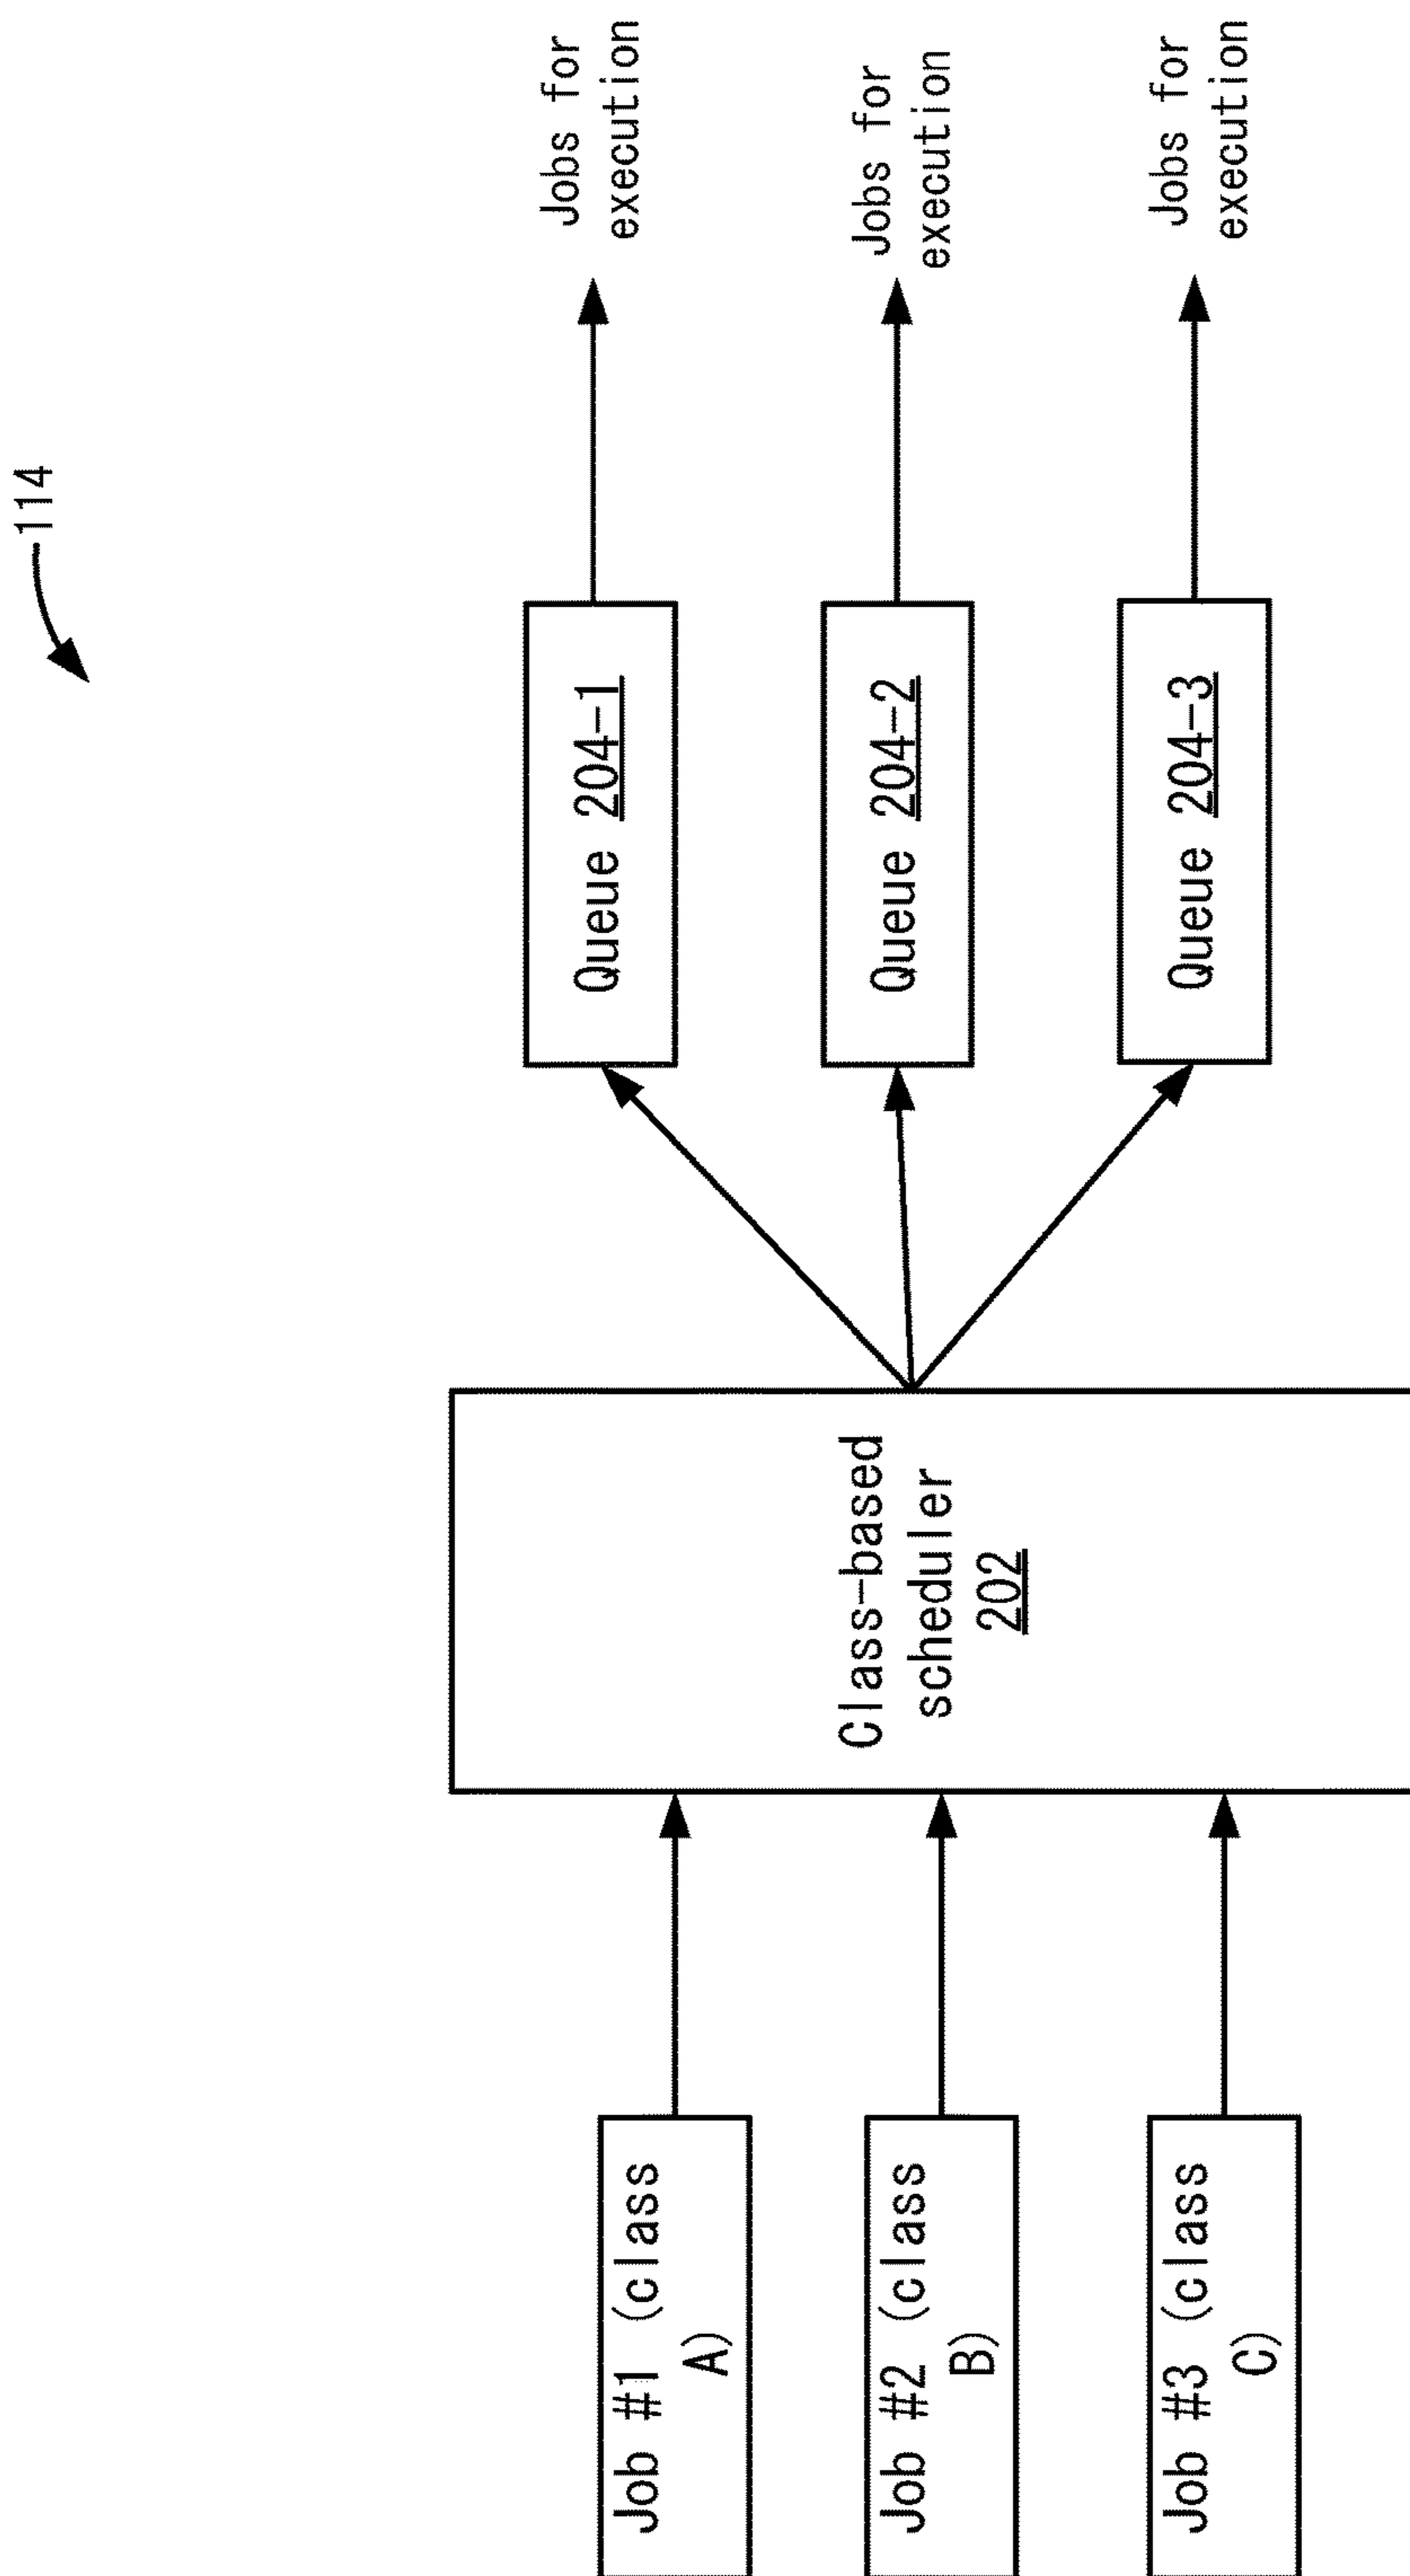 114
Job #1 (class
A)
Job #2 (class
B)
Job #3 (class
C)
Class-based
scheduler
202
Queue 204-1
Queue 204-2
Queue 204-3
Jobs for
execution
Jobs for
execution
Jobs for
execution